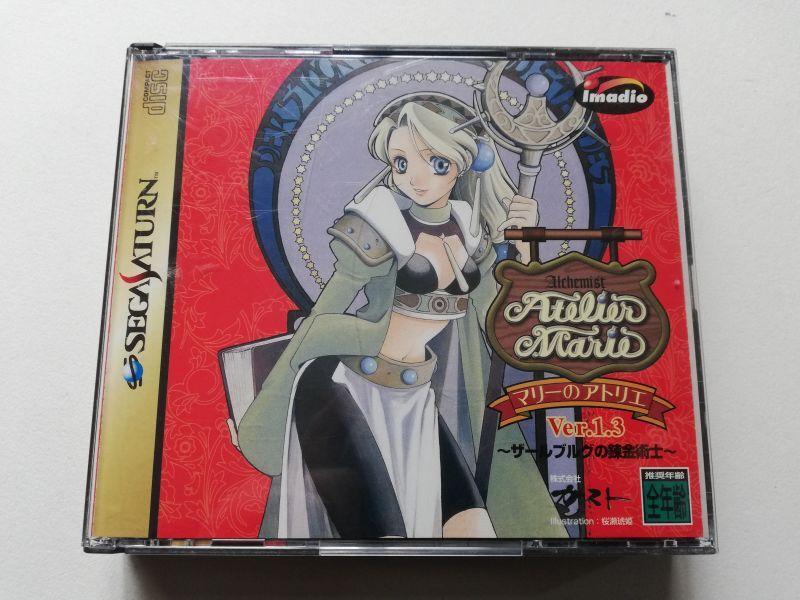 COMPACT
DISC
SEGA SATURN™
imadio
Alchemist
Atelier
Marie
マリーのアトリエ
Ver.1.3
〜ザールブルグの錬金術士〜
株式会社
ガスト
Illustration：桜瀬琥姫
推奨年齢
全年齢